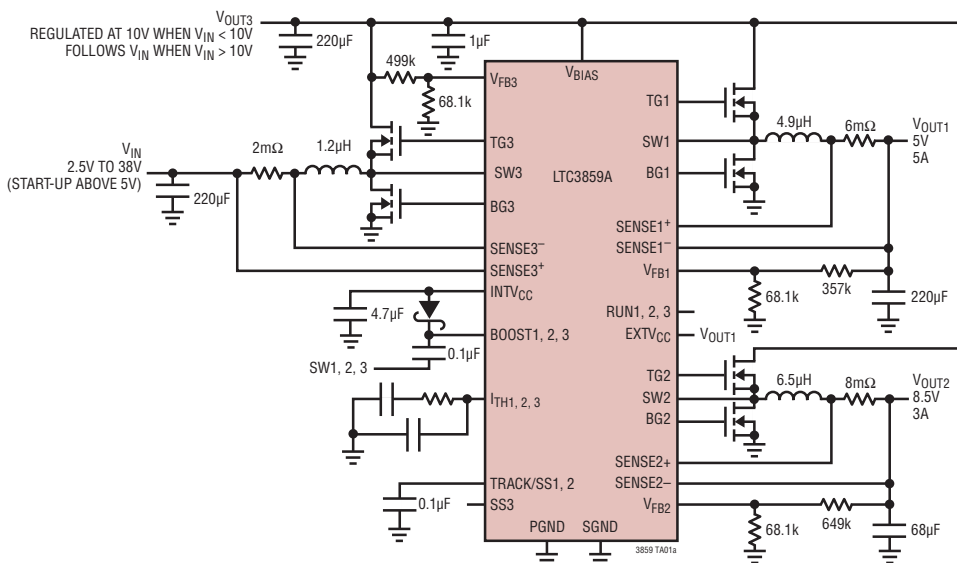 VOUT3
REGULATED AT 10V WHEN VIN < 10V
FOLLOWS VIN WHEN VIN > 10V
220µF
1µF
499k
68.1k
VFB3
VBIAS
TG1
4.9µH
6mΩ
VOUT1
5V
5A
VIN
2.5V TO 38V
(START-UP ABOVE 5V)
220µF
2mΩ
1.2µH
TG3
SW3
BG3
LTC3859A
SW1
BG1
SENSE3−
SENSE3+
SENSE1+
SENSE1−
VFB1
68.1k
357k
220µF
INTVCC
4.7µF
BOOST1, 2, 3
0.1µF
SW1, 2, 3
RUN1, 2, 3
EXTVCC
VOUT1
TG2
SW2
BG2
6.5µH
8mΩ
VOUT2
8.5V
3A
ITH1, 2, 3
SENSE2+
SENSE2−
VFB2
68.1k
649k
68µF
TRACK/SS1, 2
0.1µF
SS3
PGND
SGND
3859 TA01a